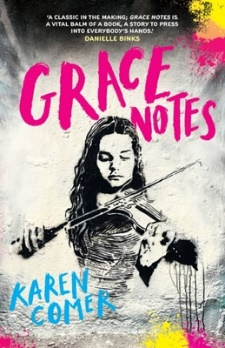 'A CLASSIC IN THE MAKING; GRACE NOTES IS
A VITAL BALM OF A BOOK, A STORY TO PRESS
INTO EVERYBODY'S HANDS.'
DANIELLE BINKS
GRACE
NOTES
KAREN
COMER